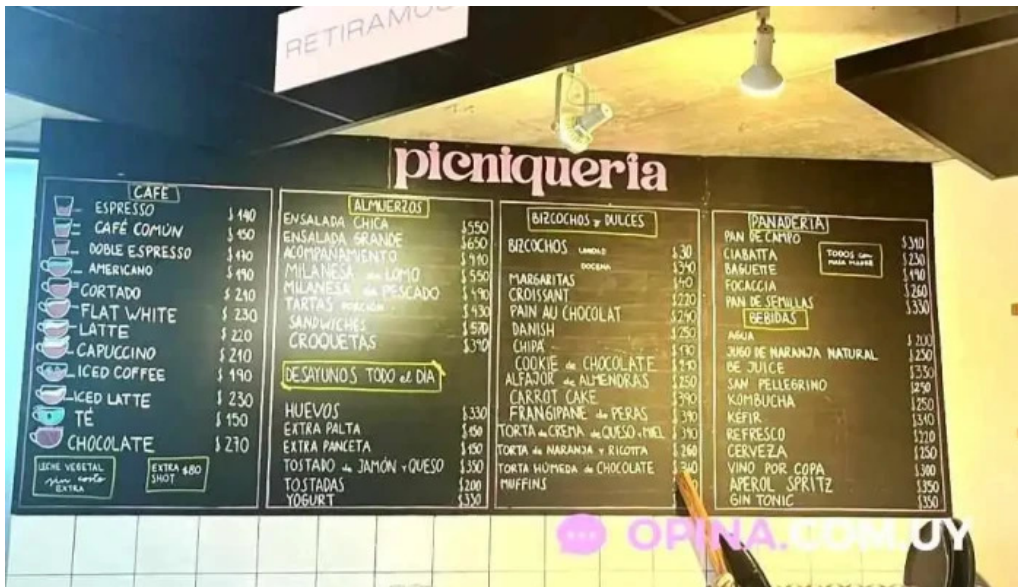 RETIRAMOS
picniqueria
CAFÉ
ESPRESSO $ 140
CAFÉ COMÚN $ 150
DOBLE ESPRESSO $ 170
AMERICANO $ 190
CORTADO $ 210
FLAT WHITE $ 230
LATTE $ 220
CAPUCCINO $ 210
ICED COFFEE $ 190
ICED LATTE $ 230
TÉ $ 150
CHOCOLATE $ 270
LECHE VEGETAL
sin costo
EXTRA
EXTRA $80
SHOT
ALMUERZOS
ENSALADA CHICA $550
ENSALADA GRANDE $650
ACOMPAÑAMIENTO
MILANESA de LOMO $550
MILANESA de PESCADO $490
TARTAS PORCIÓN $430
SANDWICHES $570
CROQUETAS $390
DESAYUNOS TODO el DÍA
HUEVOS $330
EXTRA PALTA $150
EXTRA PANCETA $150
TOSTADO de JAMÓN y QUESO $350
TOSTADAS $200
YOGURT $330
BIZCOCHOS y DULCES
BIZCOCHOS UNIDAD $30
DOCENA $340
MARGARITAS $40
CROISSANT $220
PAIN AU CHOCOLAT $240
DANISH $250
CHIPÁ
COOKIE de CHOCOLATE
ALFAJOR de ALMENDRAS $250
CARROT CAKE $390
FRANGIPANE de PERAS $390
TORTA de CREMA de QUESO y MIEL $390
TORTA de NARANJA y RICOTTA $260
TORTA HÚMEDA de CHOCOLATE
MUFFINS
PANADERÍA
PAN DE CAMPO $310
CIABATTA $230
BAGUETTE $190
TODOS con
MASA MADRE
FOCACCIA $260
PAN DE SEMILLAS $330
BEBIDAS
AGUA
JUGO DE NARANJA NATURAL $250
BE JUICE $330
SAN PELLEGRINO $250
KOMBUCHA $250
KÉFIR $340
REFRESCO $220
CERVEZA $250
VINO POR COPA $300
APEROL SPRITZ $350
GIN TONIC $350
OPINA.COM.UY